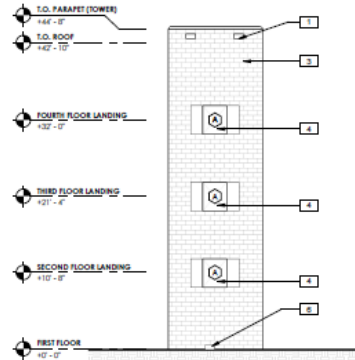 T.O. PARAPET (TOWER)
+44' - 8"
1
T.O. ROOF
+42' - 10"
3
FOURTH FLOOR LANDING
+32' - 0"
A
4
THIRD FLOOR LANDING
+21' - 4"
A
4
SECOND FLOOR LANDING
+10' - 8"
A
4
6
FIRST FLOOR
+0' - 0"